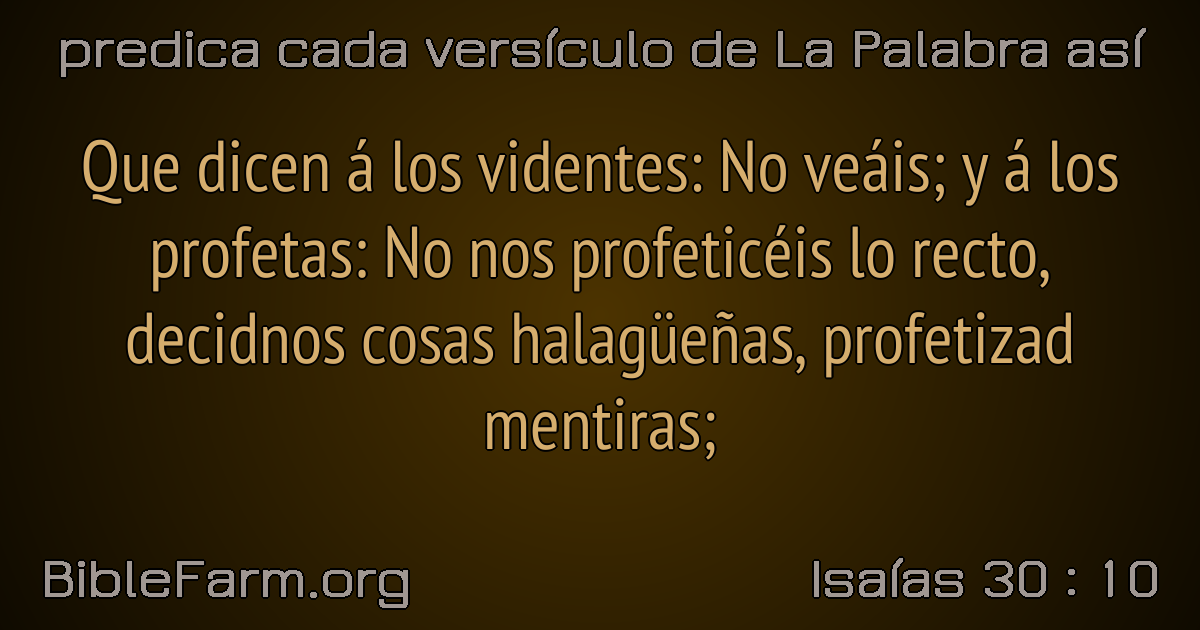 predica cada versículo de La Palabra así
Que dicen á los videntes: No veáis; y á los
profetas: No nos profeticéis lo recto,
decidnos cosas halagüeñas, profetizad
mentiras;
BibleFarm.org
Isaías 30 : 10